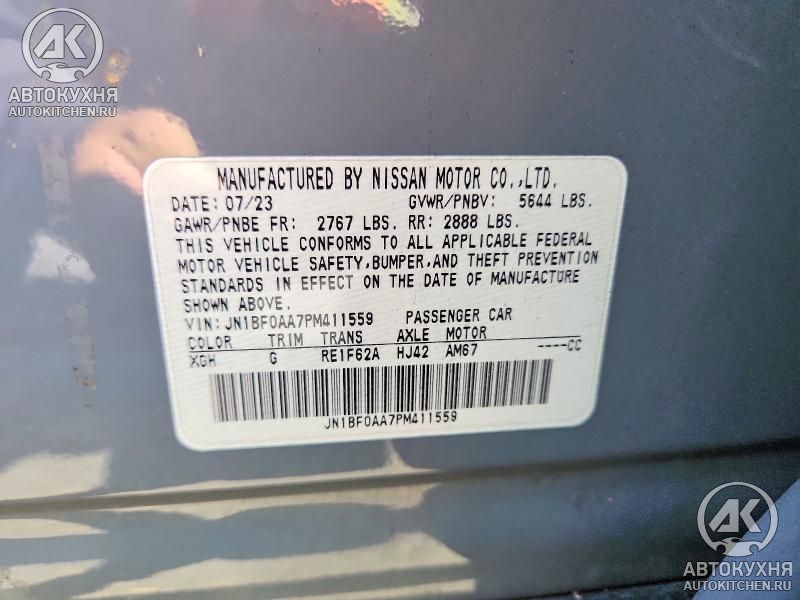 AK
АВТОКУХНЯ
AUTOKITCHEN.RU
MANUFACTURED BY NISSAN MOTOR CO.,LTD.
DATE: 07/23 GVWR/PNBV: 5644 LBS.
GAWR/PNBE FR: 2767 LBS. RR: 2888 LBS.
THIS VEHICLE CONFORMS TO ALL APPLICABLE FEDERAL
MOTOR VEHICLE SAFETY,BUMPER,AND THEFT PREVENTION
STANDARDS IN EFFECT ON THE DATE OF MANUFACTURE
SHOWN ABOVE.
VIN: JN1BF0AA7PM411559 PASSENGER CAR
COLOR TRIM TRANS AXLE MOTOR
XGH G RE1F62A HJ42 AM67 ----CC
JN1BF0AA7PM411559
AK
АВТОКУХНЯ
AUTOKITCHEN.RU